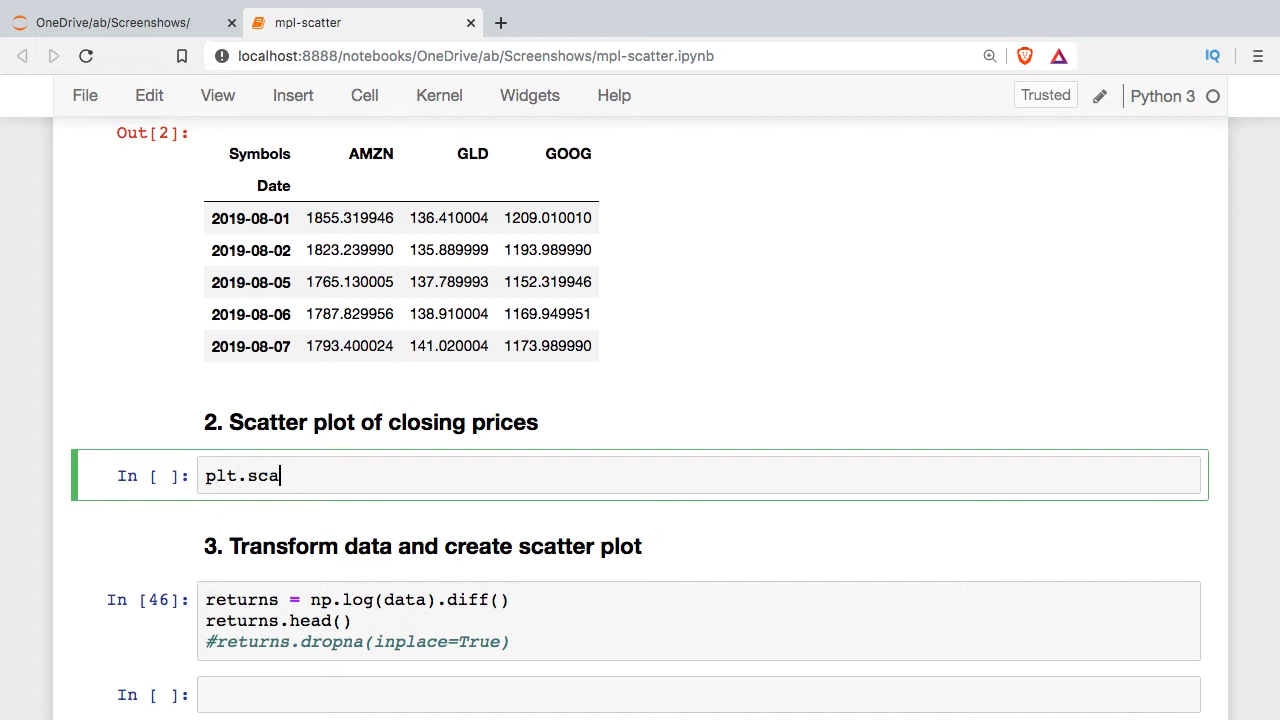 OneDrive/ab/Screenshows/
mpl-scatter
localhost:8888/notebooks/OneDrive/ab/Screenshows/mpl-scatter.ipynb
IQ
File Edit View Insert Cell Kernel Widgets Help Trusted Python 3
Out[2]:
Symbols AMZN GLD GOOG
Date
2019-08-01 1855.319946 136.410004 1209.010010
2019-08-02 1823.239990 135.889999 1193.989990
2019-08-05 1765.130005 137.789993 1152.319946
2019-08-06 1787.829956 138.910004 1169.949951
2019-08-07 1793.400024 141.020004 1173.989990
2. Scatter plot of closing prices
In [ ]: plt.sca
3. Transform data and create scatter plot
In [46]: returns = np.log(data).diff()
returns.head()
#returns.dropna(inplace=True)
In [ ]: